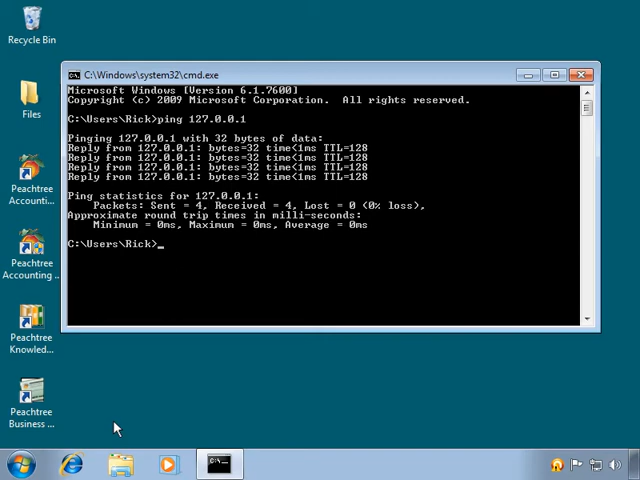 Recycle Bin
Files
Peachtree
Accounti...
Peachtree
Accounting ...
Peachtree
Knowled...
Peachtree
Business ...
C:\Windows\system32\cmd.exe
Microsoft Windows [Version 6.1.7600]
Copyright (c) 2009 Microsoft Corporation.  All rights reserved.
C:\Users\Rick>ping 127.0.0.1
Pinging 127.0.0.1 with 32 bytes of data:
Reply from 127.0.0.1: bytes=32 time<1ms TTL=128
Reply from 127.0.0.1: bytes=32 time<1ms TTL=128
Reply from 127.0.0.1: bytes=32 time<1ms TTL=128
Reply from 127.0.0.1: bytes=32 time<1ms TTL=128
Ping statistics for 127.0.0.1:
    Packets: Sent = 4, Received = 4, Lost = 0 (0% loss),
Approximate round trip times in milli-seconds:
    Minimum = 0ms, Maximum = 0ms, Average = 0ms
C:\Users\Rick>_